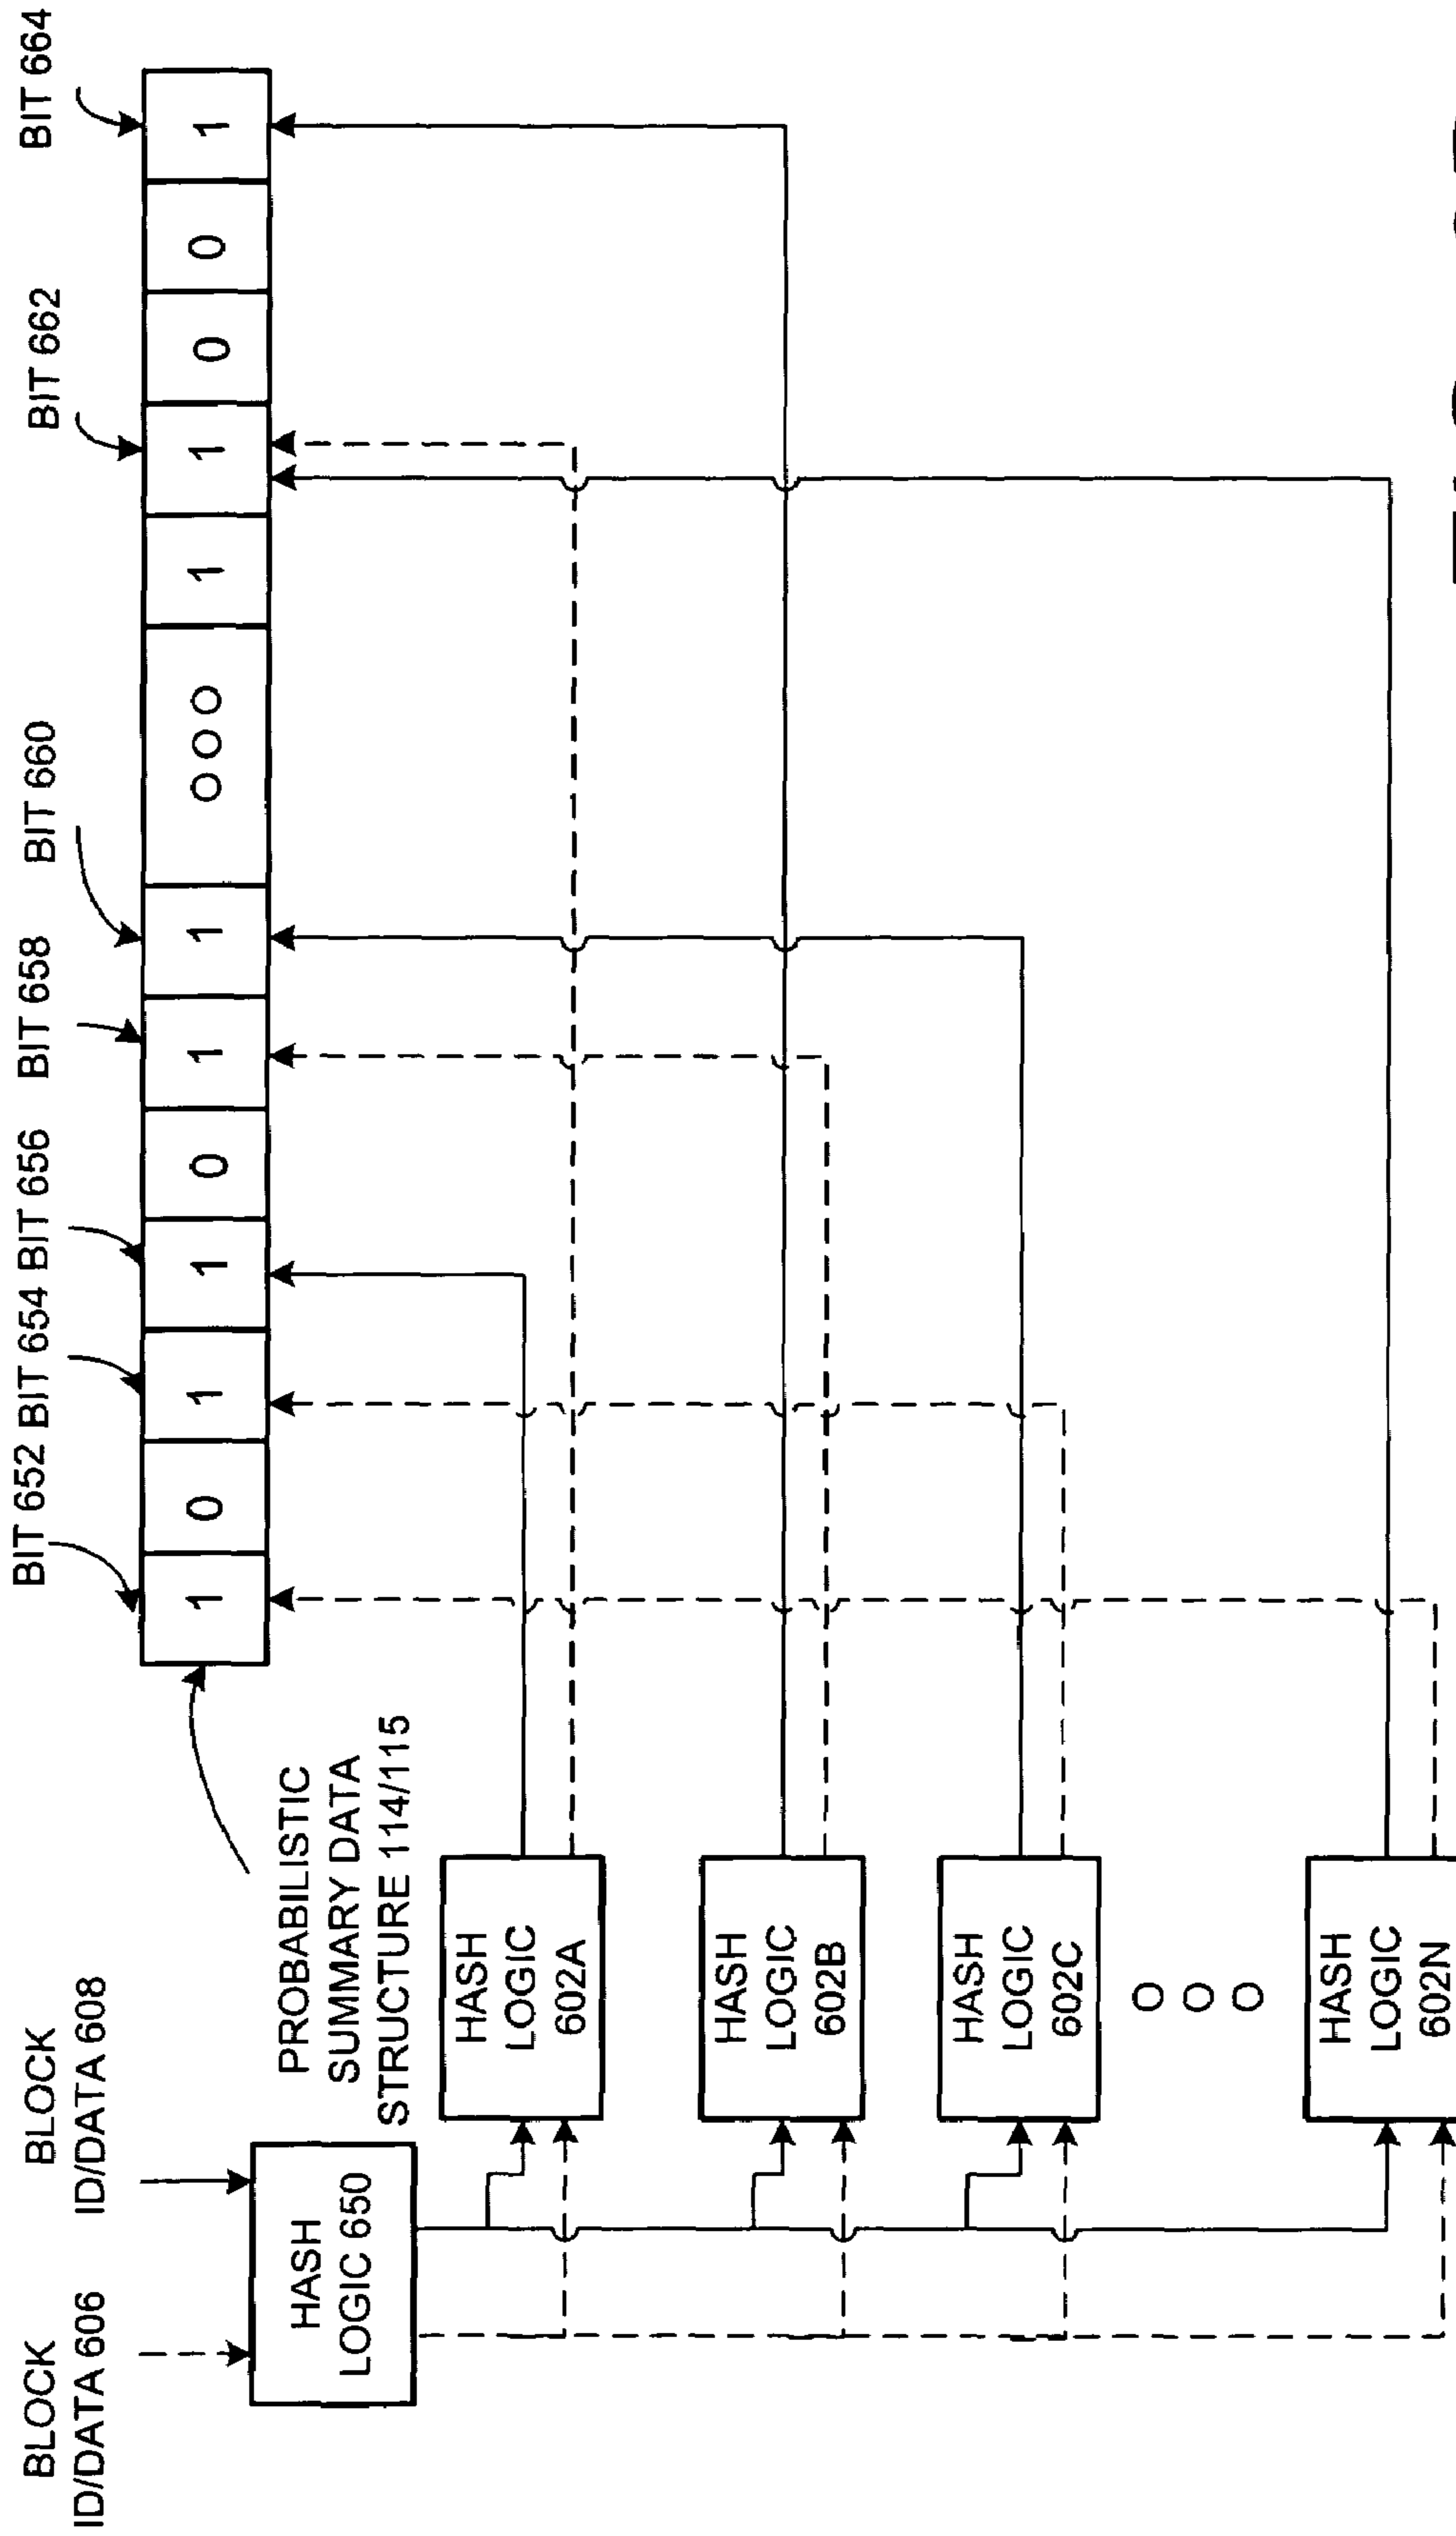 BLOCK
ID/DATA 606
BLOCK
ID/DATA 608
HASH
LOGIC 650
PROBABILISTIC
SUMMARY DATA
STRUCTURE 114/115
BIT 652
BIT 654
BIT 656
BIT 658
BIT 660
BIT 662
BIT 664
1 0 1 1 0 1 1 1 1 0 0 1
HASH
LOGIC
602A
HASH
LOGIC
602B
HASH
LOGIC
602C
HASH
LOGIC
602N